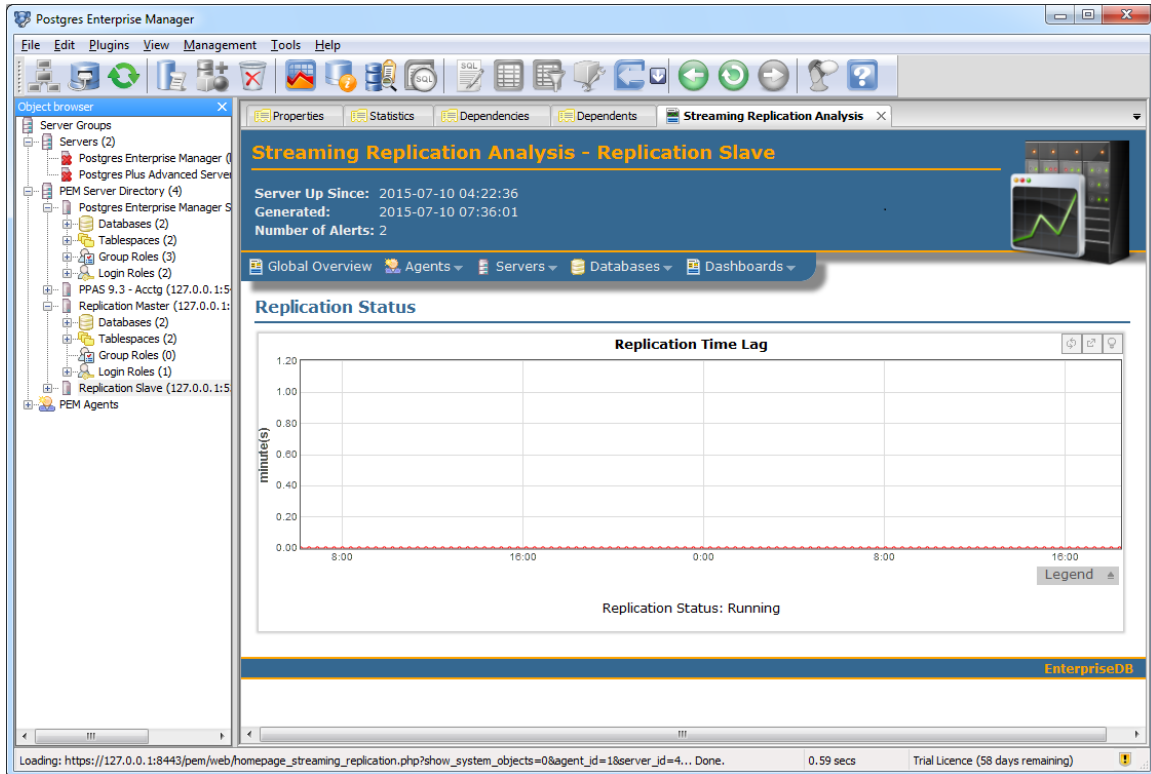 Postgres Enterprise Manager
File Edit Plugins View Management Tools Help
SQL
SQL
Object browser
Server Groups
Servers (2)
Postgres Enterprise Manager (
Postgres Plus Advanced Server
PEM Server Directory (4)
Postgres Enterprise Manager S
Databases (2)
Tablespaces (2)
Group Roles (3)
Login Roles (2)
PPAS 9.3 - Acctg (127.0.0.1:5
Replication Master (127.0.0.1:
Databases (2)
Tablespaces (2)
Group Roles (0)
Login Roles (1)
Replication Slave (127.0.0.1:5
PEM Agents
Properties Statistics Dependencies Dependents Streaming Replication Analysis
Streaming Replication Analysis - Replication Slave
Server Up Since: 2015-07-10 04:22:36
Generated: 2015-07-10 07:36:01
Number of Alerts: 2
Global Overview Agents Servers Databases Dashboards
Replication Status
Replication Time Lag
minute(s)
1.20
1.00
0.80
0.60
0.40
0.20
0.00
8:00 16:00 0:00 8:00 16:00
Legend
Replication Status: Running
EnterpriseDB
Loading: https://127.0.0.1:8443/pem/web/homepage_streaming_replication.php?show_system_objects=0&agent_id=1&server_id=4... Done. 0.59 secs Trial Licence (58 days remaining)